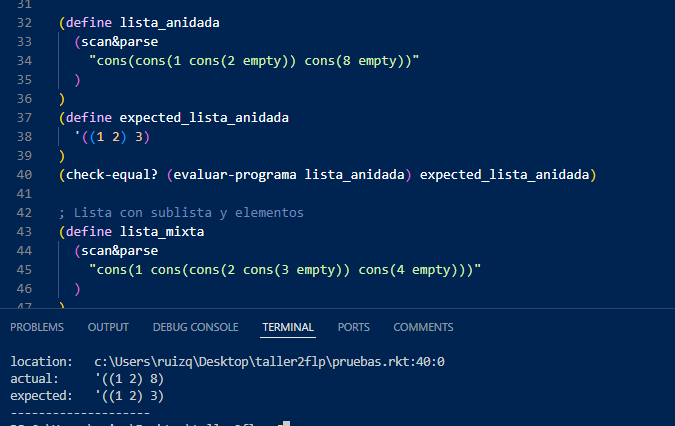 31
32 (define lista_anidada
33 (scan&parse
34 "cons(cons(1 cons(2 empty)) cons(8 empty))"
35 )
36 )
37 (define expected_lista_anidada
38 '((1 2) 3)
39 )
40 (check-equal? (evaluar-programa lista_anidada) expected_lista_anidada)
41
42 ; Lista con sublista y elementos
43 (define lista_mixta
44 (scan&parse
45 "cons(1 cons(cons(2 cons(3 empty)) cons(4 empty)))"
46 )
47 )
PROBLEMS OUTPUT DEBUG CONSOLE TERMINAL PORTS COMMENTS
location: c:\Users\ruizq\Desktop\taller2flp\pruebas.rkt:40:0
actual: '((1 2) 8)
expected: '((1 2) 3)
--------------------